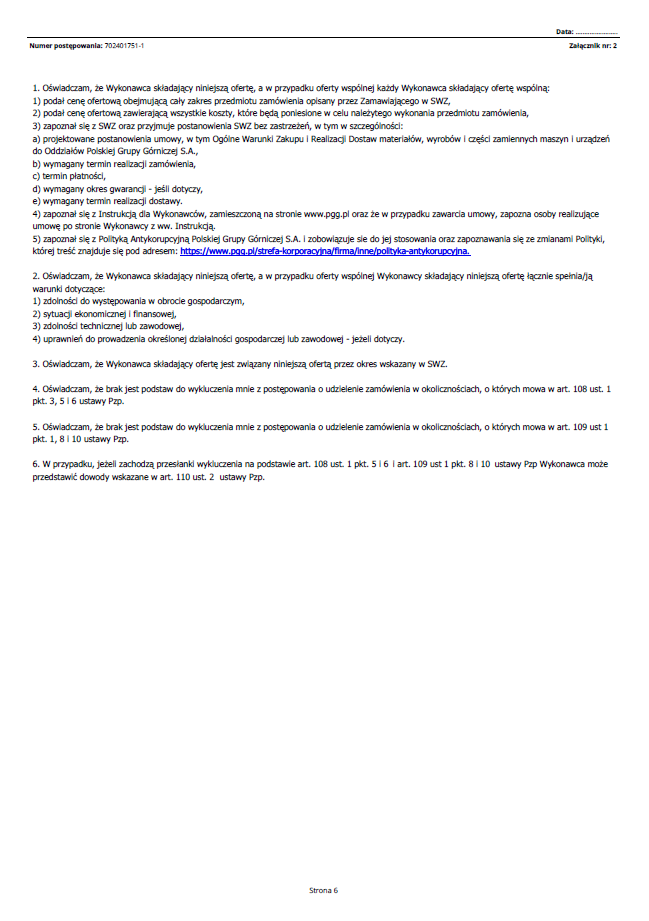 Data: ........................
Numer postępowania: 702401751-1
Załącznik nr: 2
1. Oświadczam, że Wykonawca składający niniejszą ofertę, a w przypadku oferty wspólnej każdy Wykonawca składający ofertę wspólną:
1) podał cenę ofertową obejmującą cały zakres przedmiotu zamówienia opisany przez Zamawiającego w SWZ,
2) podał cenę ofertową zawierającą wszystkie koszty, które będą poniesione w celu należytego wykonania przedmiotu zamówienia,
3) zapoznał się z SWZ oraz przyjmuje postanowienia SWZ bez zastrzeżeń, w tym w szczególności:
a) projektowane postanowienia umowy, w tym Ogólne Warunki Zakupu i Realizacji Dostaw materiałów, wyrobów i części zamiennych maszyn i urządzeń
do Oddziałów Polskiej Grupy Górniczej S.A.,
b) wymagany termin realizacji zamówienia,
c) termin płatności,
d) wymagany okres gwarancji - jeśli dotyczy,
e) wymagany termin realizacji dostawy.
4) zapoznał się z Instrukcją dla Wykonawców, zamieszczoną na stronie www.pgg.pl oraz że w przypadku zawarcia umowy, zapozna osoby realizujące
umowę po stronie Wykonawcy z ww. Instrukcją.
5) zapoznał się z Polityką Antykorupcyjną Polskiej Grupy Górniczej S.A. i zobowiązuje sie do jej stosowania oraz zapoznawania się ze zmianami Polityki,
której treść znajduje się pod adresem: https://www.pgg.pl/strefa-korporacyjna/firma/inne/polityka-antykorupcyjna.
2. Oświadczam, że Wykonawca składający niniejszą ofertę, a w przypadku oferty wspólnej Wykonawcy składający niniejszą ofertę łącznie spełnia/ją
warunki dotyczące:
1) zdolności do występowania w obrocie gospodarczym,
2) sytuacji ekonomicznej i finansowej,
3) zdolności technicznej lub zawodowej,
4) uprawnień do prowadzenia określonej działalności gospodarczej lub zawodowej - jeżeli dotyczy.
3. Oświadczam, że Wykonawca składający ofertę jest związany niniejszą ofertą przez okres wskazany w SWZ.
4. Oświadczam, że brak jest podstaw do wykluczenia mnie z postępowania o udzielenie zamówienia w okolicznościach, o których mowa w art. 108 ust. 1
pkt. 3, 5 i 6 ustawy Pzp.
5. Oświadczam, że brak jest podstaw do wykluczenia mnie z postępowania o udzielenie zamówienia w okolicznościach, o których mowa w art. 109 ust 1
pkt. 1, 8 i 10 ustawy Pzp.
6. W przypadku, jeżeli zachodzą przesłanki wykluczenia na podstawie art. 108 ust. 1 pkt. 5 i 6 i art. 109 ust 1 pkt. 8 i 10 ustawy Pzp Wykonawca może
przedstawić dowody wskazane w art. 110 ust. 2 ustawy Pzp.
Strona 6